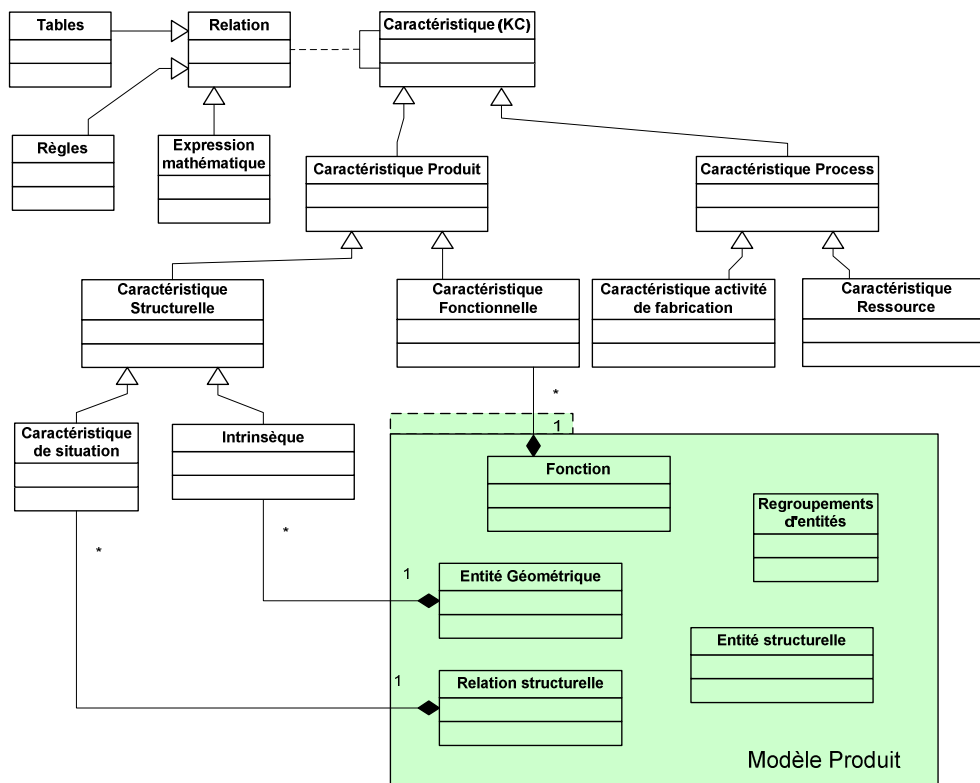 Tables
Relation
Caractéristique (KC)
Règles
Expression
mathématique
Caractéristique Produit
Caractéristique Process
Caractéristique
Structurelle
Caractéristique
Fonctionnelle
Caractéristique activité
de fabrication
Caractéristique
Ressource
*
1
Caractéristique
de situation
Intrinsèque
Fonction
Regroupements
d'entités
*
*
1
Entité Géométrique
Entité structurelle
1
Relation structurelle
Modèle Produit